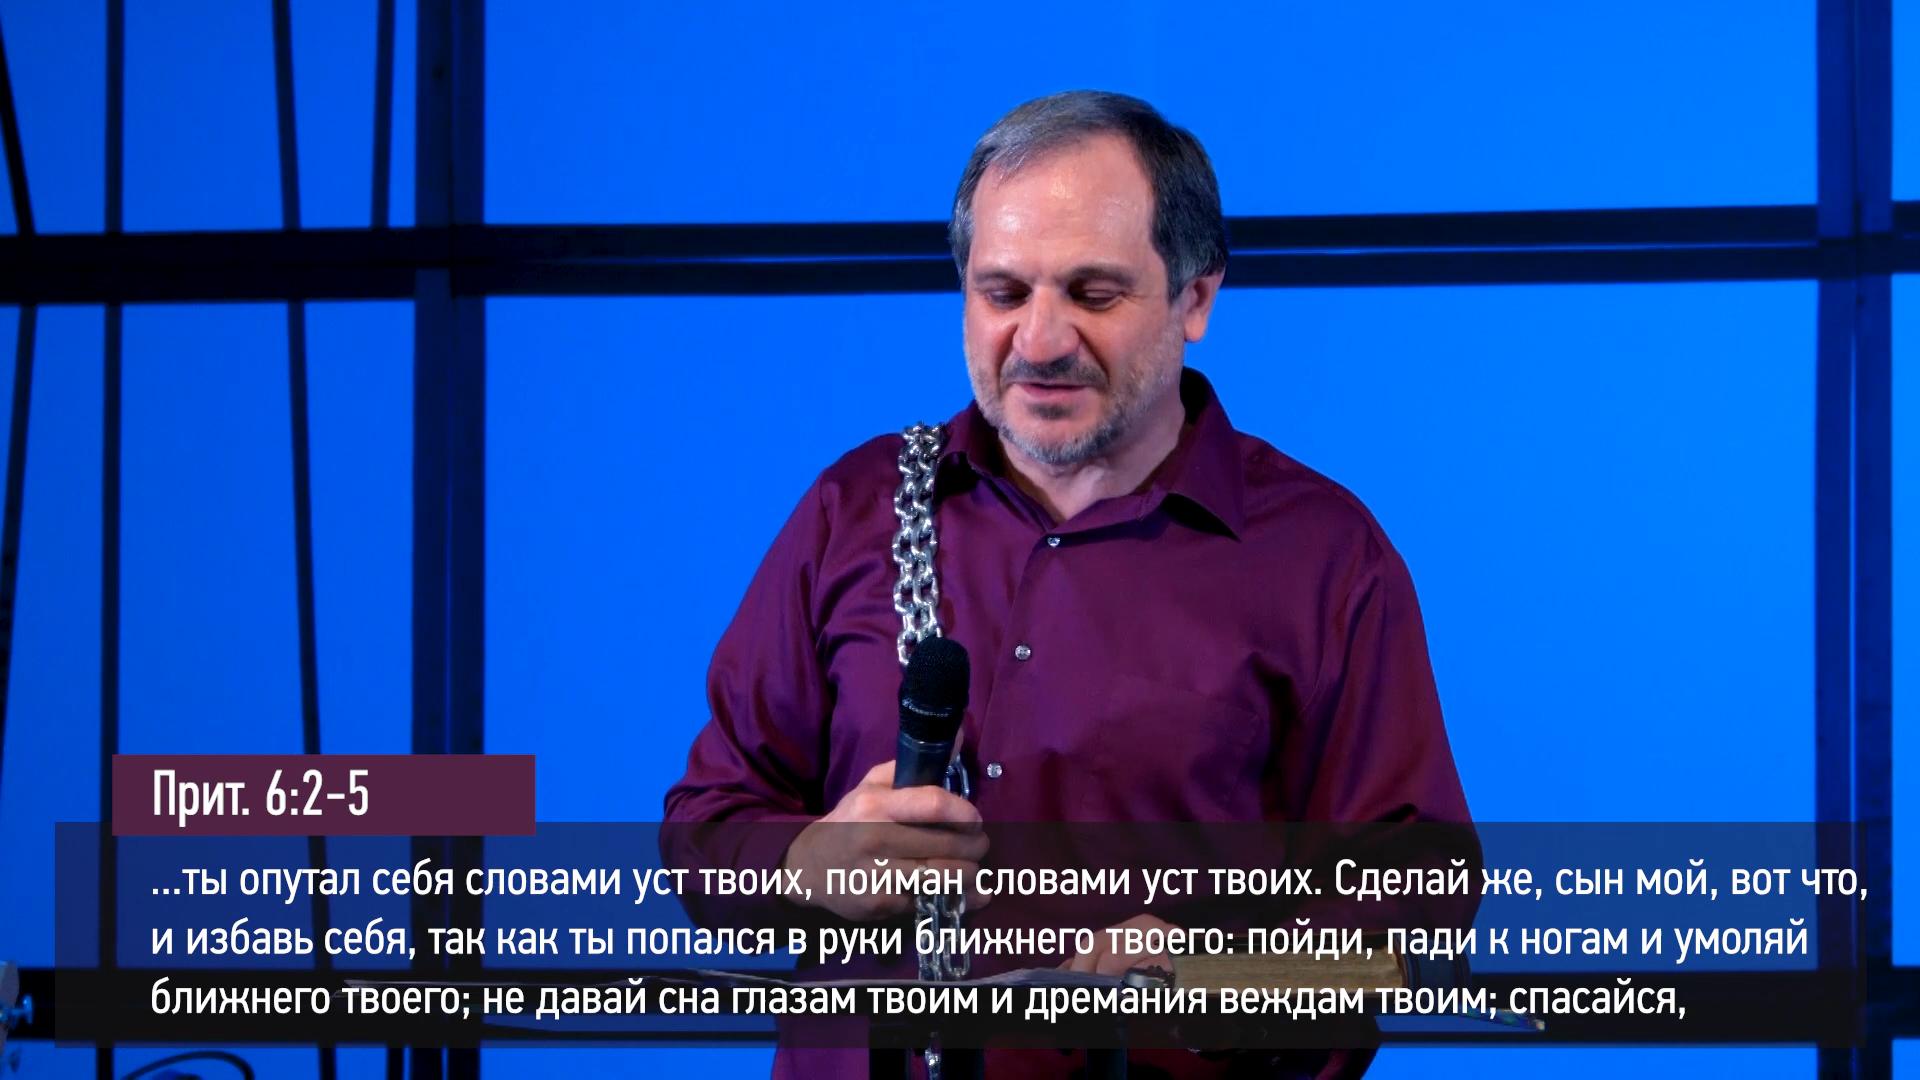 Прит. 6:2-5
...ты опутал себя словами уст твоих, пойман словами уст твоих. Сделай же, сын мой, вот что,
и избавь себя, так как ты попался в руки ближнего твоего: пойди, пади к ногам и умоляй
ближнего твоего; не давай сна глазам твоим и дремания веждам твоим; спасайся,